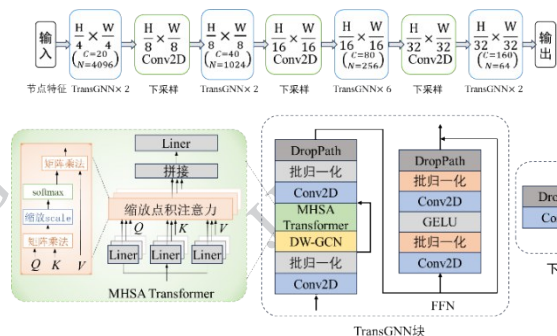 输入
H/4 × W/4
(C=20
N=4096)
H/8 × W/8
Conv2D
H/8 × W/8
(C=40
N=1024)
H/16 × W/16
Conv2D
H/16 × W/16
(C=80
N=256)
H/32 × W/32
Conv2D
H/32 × W/32
(C=160
N=64)
输出
节点特征 TransGNN×2 下采样 TransGNN×2 下采样 TransGNN×6 下采样 TransGNN×2
矩阵乘法
softmax
缩放scale
矩阵乘法
Q K V
Liner
拼接
缩放点积注意力
Q K V
Liner Liner Liner
MHSA Transformer
DropPath
批归一化
Conv2D
MHSA
Transformer
DW-GCN
批归一化
Conv2D
DropPath
批归一化
Conv2D
GELU
批归一化
Conv2D
FFN
TransGNN块
Conv2D
下